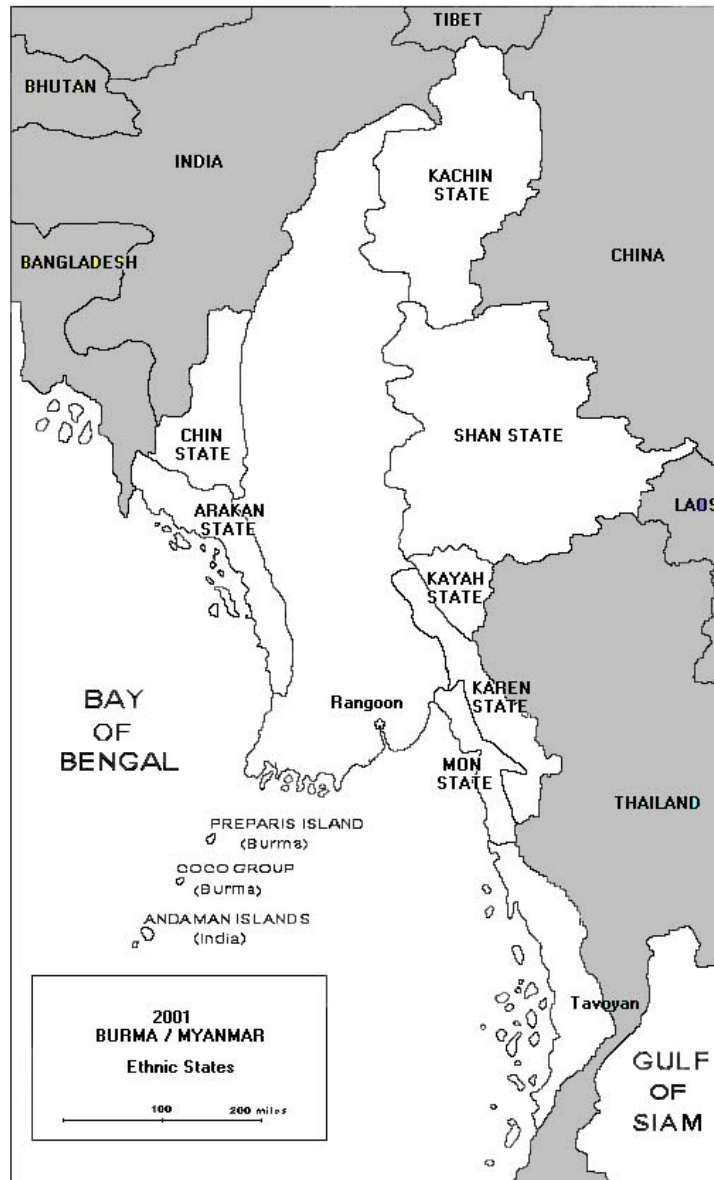 TIBET
BHUTAN
INDIA
KACHIN
STATE
BANGLADESH
CHINA
CHIN
STATE
SHAN STATE
ARAKAN
STATE
LAOS
KAYAH
STATE
BAY
OF
BENGAL
Rangoon
KAREN
STATE
MON
STATE
THAILAND
PREPARIS ISLAND
(Burma)
COCO GROUP
(Burma)
ANDAMAN ISLANDS
(India)
Tavoyan
2001
BURMA / MYANMAR
Ethnic States
100
200 miles
GULF
OF
SIAM